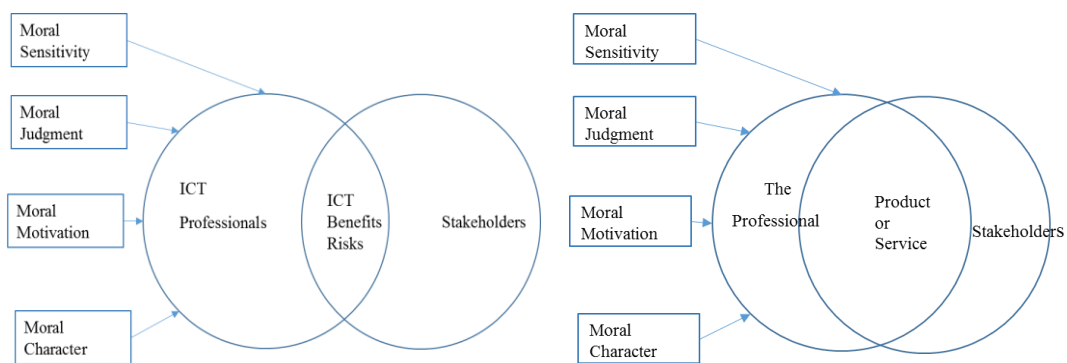 Moral
Sensitivity
Moral
Judgment
Moral
Motivation
Moral
Character
ICT
Professionals
ICT
Benefits
Risks
Stakeholders
Moral
Sensitivity
Moral
Judgment
Moral
Motivation
Moral
Character
The
Professional
Product
or
Service
Stakeholders